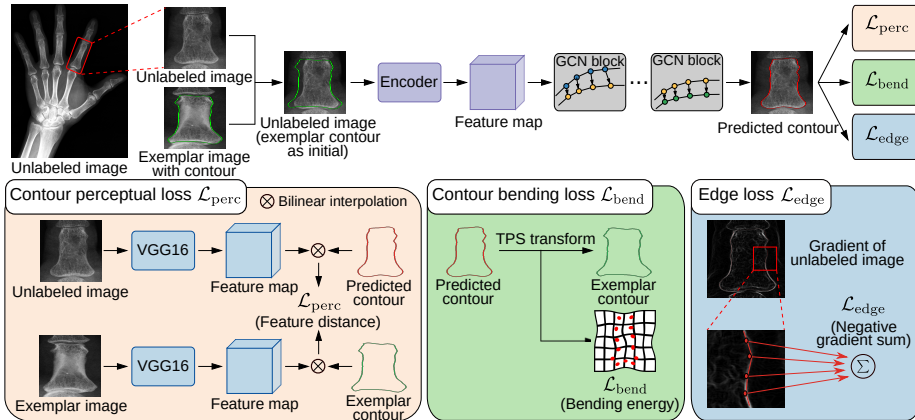 Unlabeled image
Unlabeled image
Exemplar image
with contour
Unlabeled image
(exemplar contour
as initial)
Encoder
Feature map
GCN block
...
GCN block
Predicted contour
ℒperc
ℒbend
ℒedge
Contour perceptual loss ℒperc
⊗ Bilinear interpolation
Unlabeled image
VGG16
Feature map
⊗
Predicted
contour
ℒperc
(Feature distance)
Exemplar image
VGG16
Feature map
⊗
Exemplar
contour
Contour bending loss ℒbend
TPS transform
Predicted
contour
Exemplar
contour
ℒbend
(Bending energy)
Edge loss ℒedge
Gradient of
unlabeled image
ℒedge
(Negative
gradient sum)
Σ